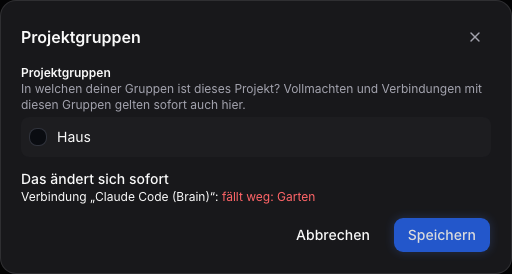 Projektgruppen
Projektgruppen
In welchen deiner Gruppen ist dieses Projekt? Vollmachten und Verbindungen mit
diesen Gruppen gelten sofort auch hier.
Haus
Das ändert sich sofort
Verbindung „Claude Code (Brain)“: fällt weg: Garten
Abbrechen
Speichern